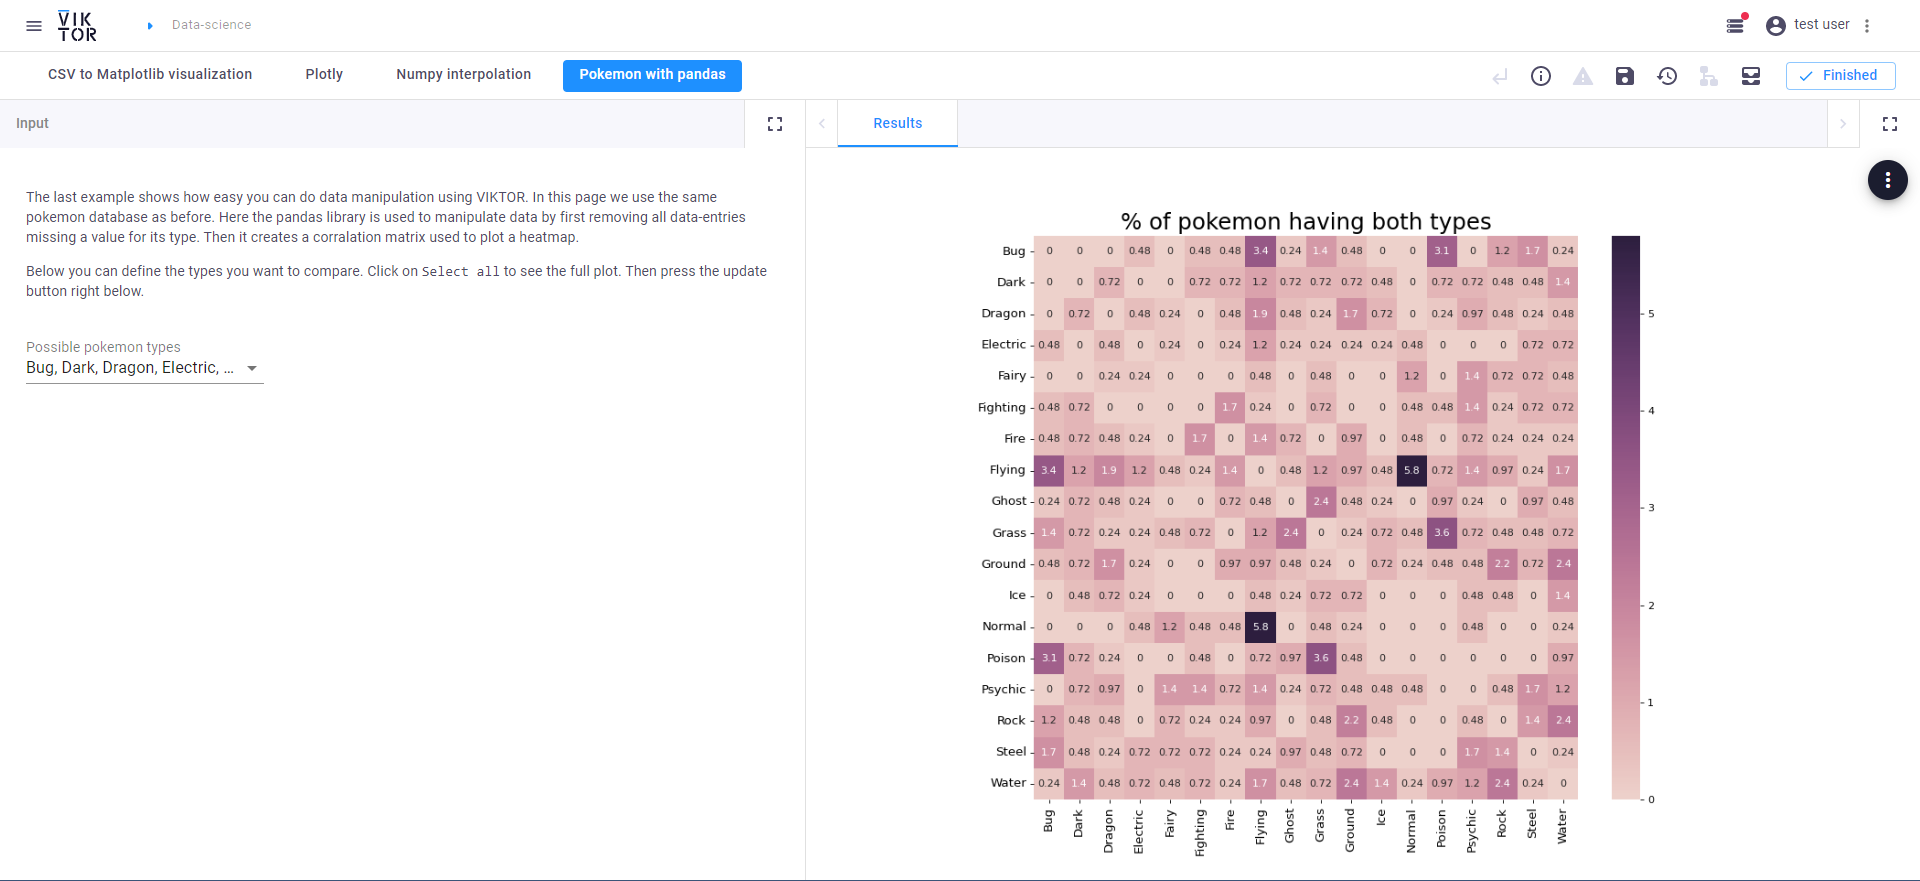 VIKTOR
Data-science
test user
CSV to Matplotlib visualization
Plotly
Numpy interpolation
Pokemon with pandas
Finished
Input
Results
The last example shows how easy you can do data manipulation using VIKTOR. In this page we use the same
pokemon database as before. Here the pandas library is used to manipulate data by first removing all data-entries
missing a value for its type. Then it creates a corralation matrix used to plot a heatmap.
Below you can define the types you want to compare. Click on Select all to see the full plot. Then press the update
button right below.
Possible pokemon types
Bug, Dark, Dragon, Electric, ...
% of pokemon having both types
Bug 0 0 0 0.48 0 0.48 0.48 3.4 0.24 1.4 0.48 0 0 3.1 0 1.2 1.7 0.24
Dark 0 0 0.72 0 0 0.72 0.72 1.2 0.72 0.72 0.72 0.48 0 0.72 0.72 0.48 0.48 1.4
Dragon 0 0.72 0 0.48 0.24 0 0.48 1.9 0.48 0.24 1.7 0.72 0 0.24 0.97 0.48 0.24 0.48
Electric 0.48 0 0.48 0 0.24 0 0.24 1.2 0.24 0.24 0.24 0.24 0.48 0 0 0 0.72 0.72
Fairy 0 0 0.24 0.24 0 0 0 0.48 0 0.48 0 0 1.2 0 1.4 0.72 0.72 0.48
Fighting 0.48 0.72 0 0 0 0 1.7 0.24 0 0.72 0 0 0.48 0.48 1.4 0.24 0.72 0.72
Fire 0.48 0.72 0.48 0.24 0 1.7 0 1.4 0.72 0 0.97 0 0.48 0 0.72 0.24 0.24 0.24
Flying 3.4 1.2 1.9 1.2 0.48 0.24 1.4 0 0.48 1.2 0.97 0.48 5.8 0.72 1.4 0.97 0.24 1.7
Ghost 0.24 0.72 0.48 0.24 0 0 0.72 0.48 0 2.4 0.48 0.24 0 0.97 0.24 0 0.97 0.48
Grass 1.4 0.72 0.24 0.24 0.48 0.72 0 1.2 2.4 0 0.24 0.72 0.48 3.6 0.72 0.48 0.48 0.72
Ground 0.48 0.72 1.7 0.24 0 0 0.97 0.97 0.48 0.24 0 0.72 0.24 0.48 0.48 2.2 0.72 2.4
Ice 0 0.48 0.72 0.24 0 0 0 0.48 0.24 0.72 0.72 0 0 0 0.48 0.48 0 1.4
Normal 0 0 0 0.48 1.2 0.48 0.48 5.8 0 0.48 0.24 0 0 0 0.48 0 0 0.24
Poison 3.1 0.72 0.24 0 0 0.48 0 0.72 0.97 3.6 0.48 0 0 0 0 0 0 0.97
Psychic 0 0.72 0.97 0 1.4 1.4 0.72 1.4 0.24 0.72 0.48 0.48 0.48 0 0 0.48 1.7 1.2
Rock 1.2 0.48 0.48 0 0.72 0.24 0.24 0.97 0 0.48 2.2 0.48 0 0 0.48 0 1.4 2.4
Steel 1.7 0.48 0.24 0.72 0.72 0.72 0.24 0.24 0.97 0.48 0.72 0 0 0 1.7 1.4 0 0.24
Water 0.24 1.4 0.48 0.72 0.48 0.72 0.24 1.7 0.48 0.72 2.4 1.4 0.24 0.97 1.2 2.4 0.24 0
Bug Dark Dragon Electric Fairy Fighting Fire Flying Ghost Grass Ground Ice Normal Poison Psychic Rock Steel Water
5
4
3
2
1
0